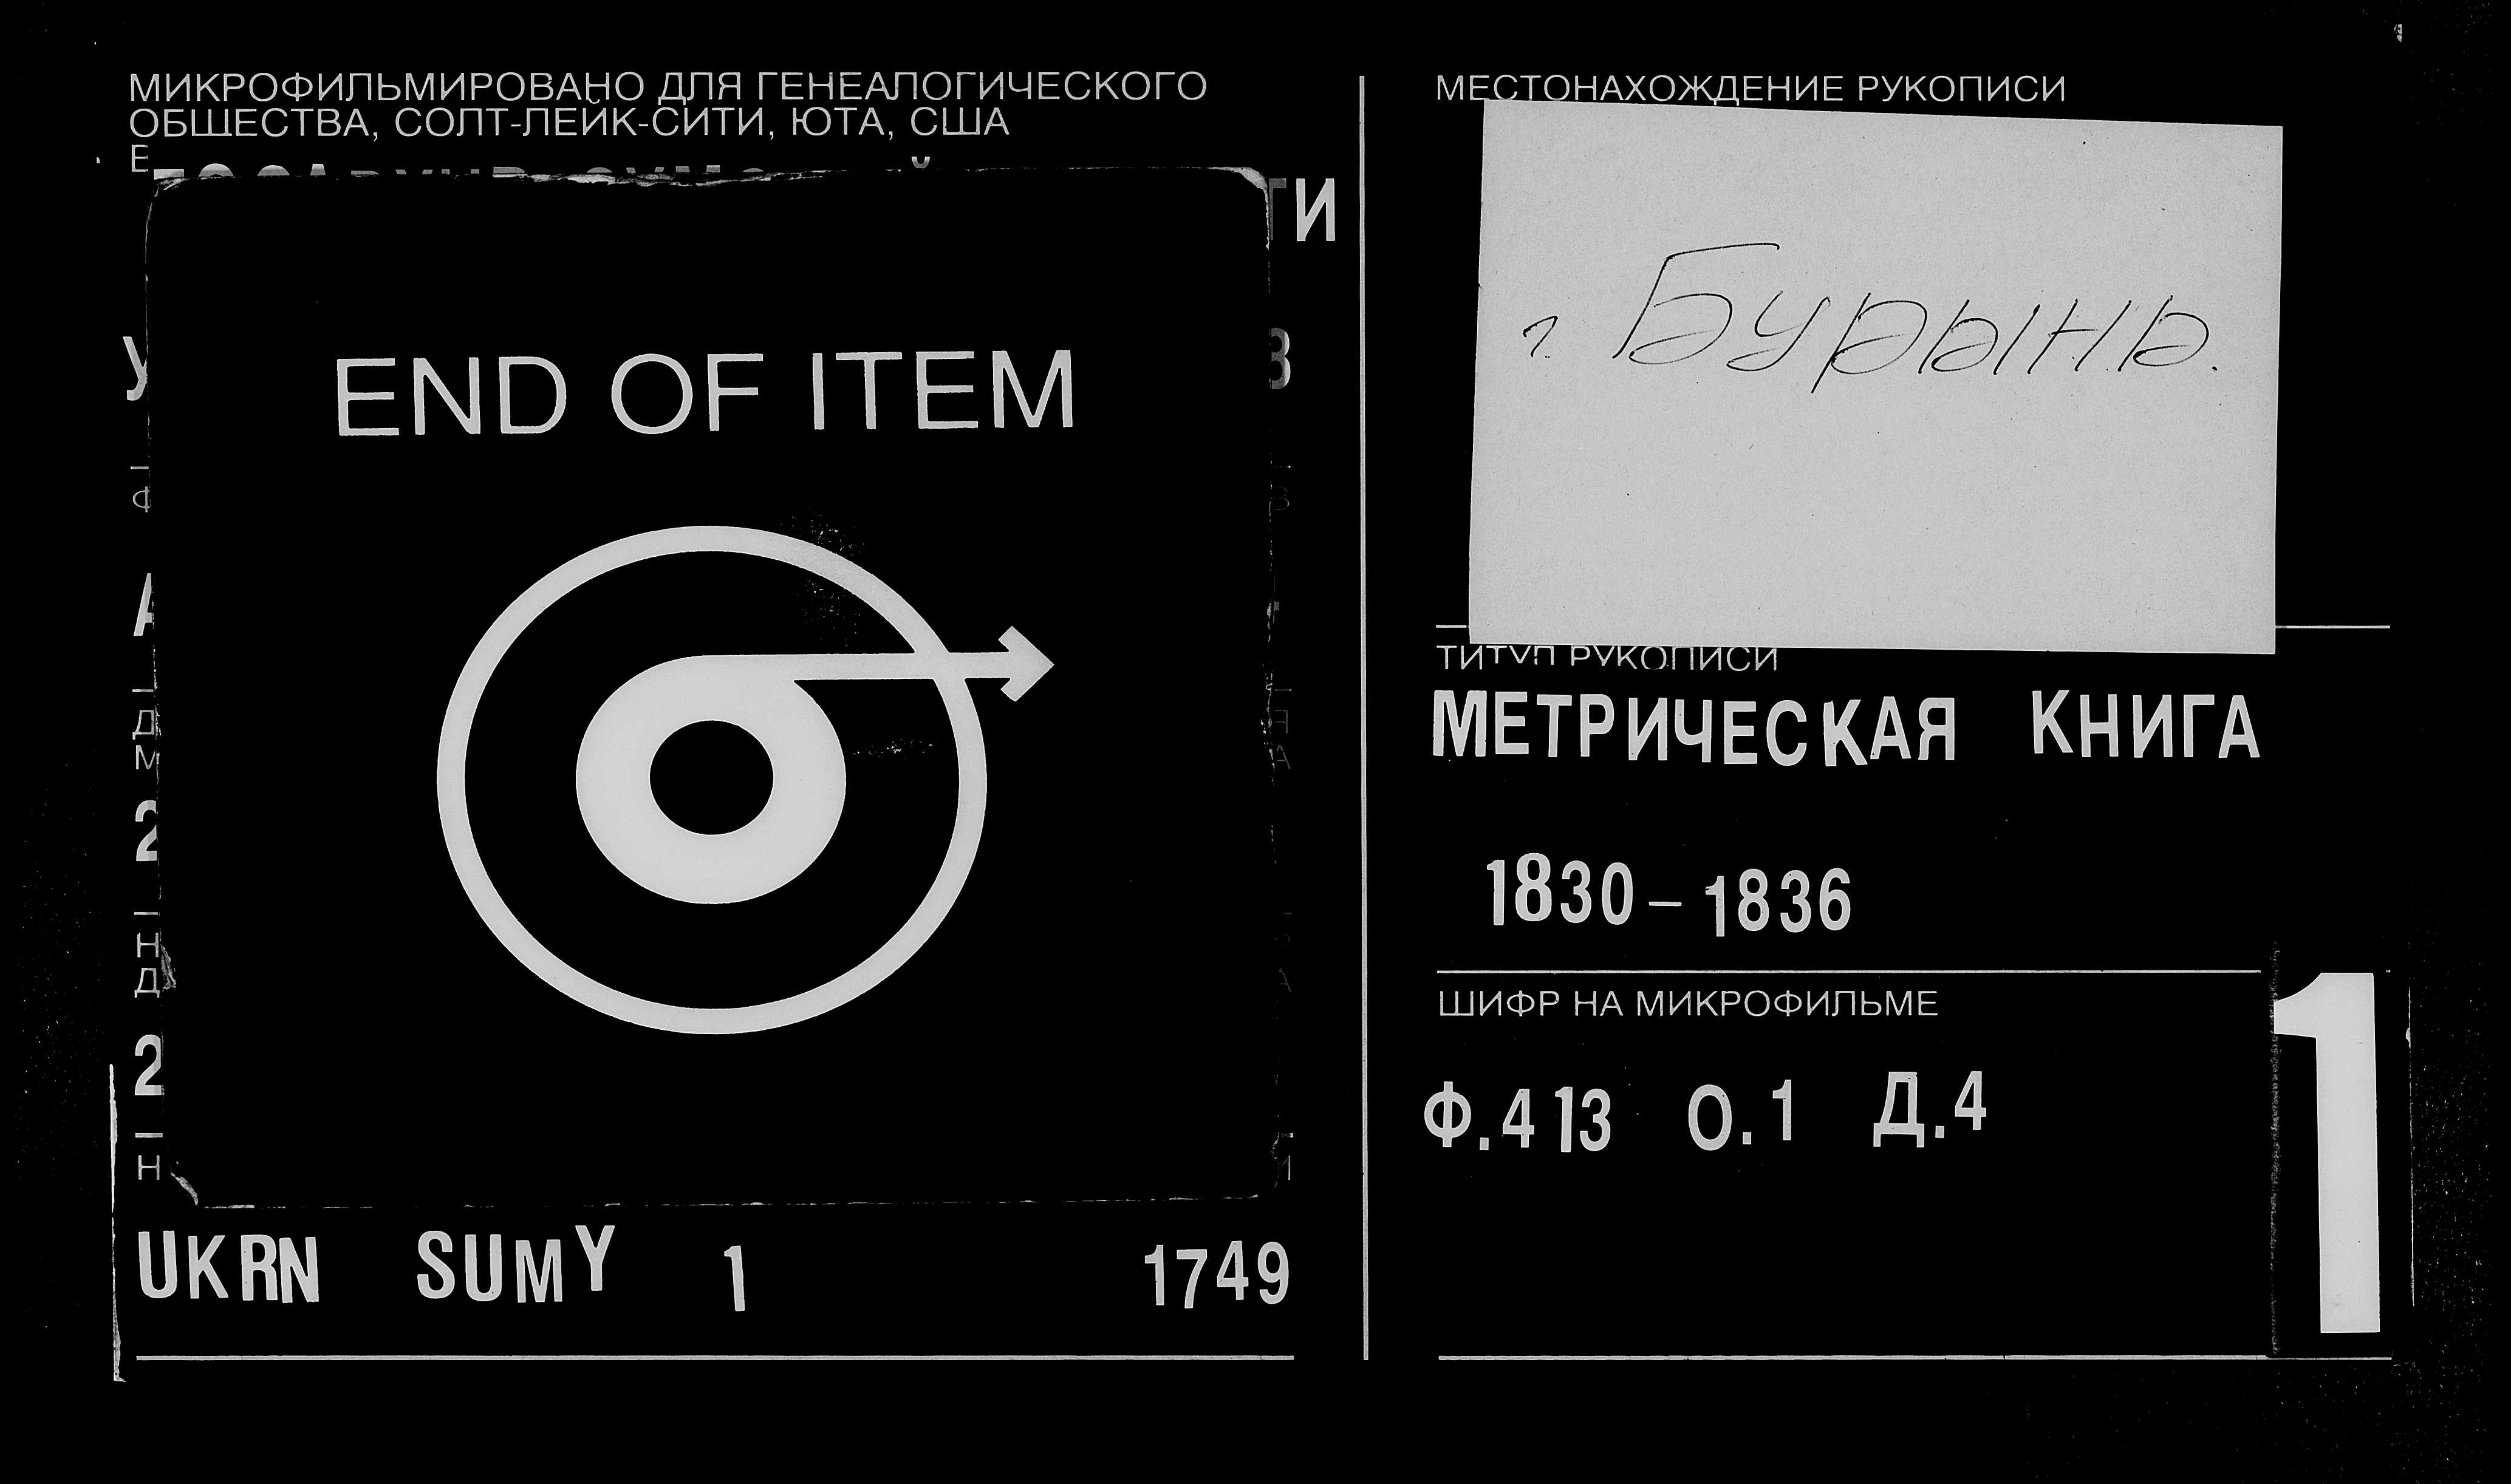 МИКРОФИЛЬМИРОВАНО ДЛЯ ГЕНЕАЛОГИЧЕСКОГО
ОБЩЕСТВА, СОЛТ-ЛЕЙК-СИТИ, ЮТА, США
END OF ITEM
UKRN SUMY 1 1749
МЕСТОНАХОЖДЕНИЕ РУКОПИСИ
г. Бурынь.
ТИТУЛ РУКОПИСИ
МЕТРИЧЕСКАЯ КНИГА
1830-1836
ШИФР НА МИКРОФИЛЬМЕ
Ф.413 О.1 Д.4
1